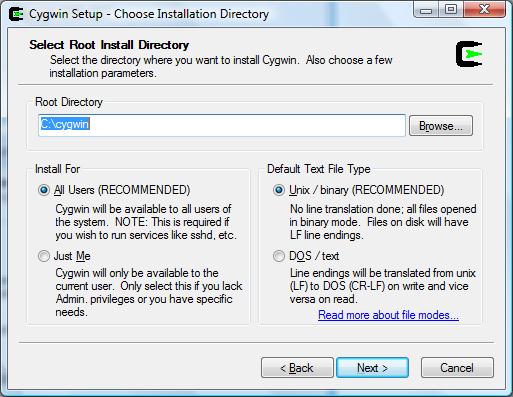 Cygwin Setup - Choose Installation Directory
Select Root Install Directory
Select the directory where you want to install Cygwin. Also choose a few
installation parameters.
Root Directory
C:\cygwin
Browse...
Install For
All Users (RECOMMENDED)
Cygwin will be available to all users of
the system. NOTE: This is required if
you wish to run services like sshd, etc.
Just Me
Cygwin will only be available to the
current user. Only select this if you lack
Admin. privileges or you have specific
needs.
Default Text File Type
Unix / binary (RECOMMENDED)
No line translation done; all files opened
in binary mode. Files on disk will have
LF line endings.
DOS / text
Line endings will be translated from unix
(LF) to DOS (CR-LF) on write and vice
versa on read.
Read more about file modes...
< Back
Next >
Cancel